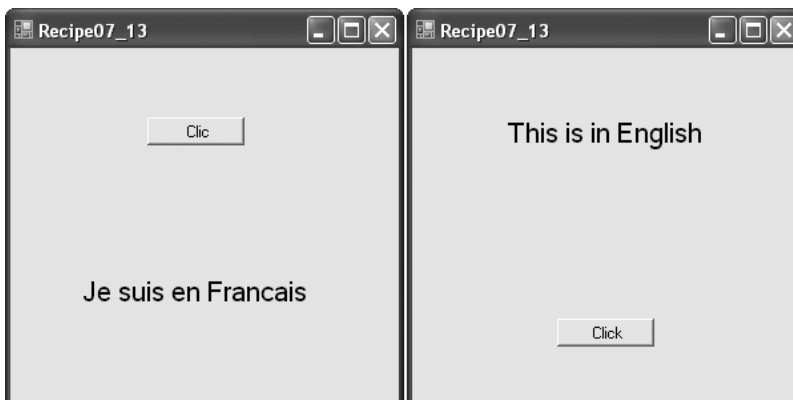 Recipe07_13
Clic
Je suis en Francais
Recipe07_13
This is in English
Click